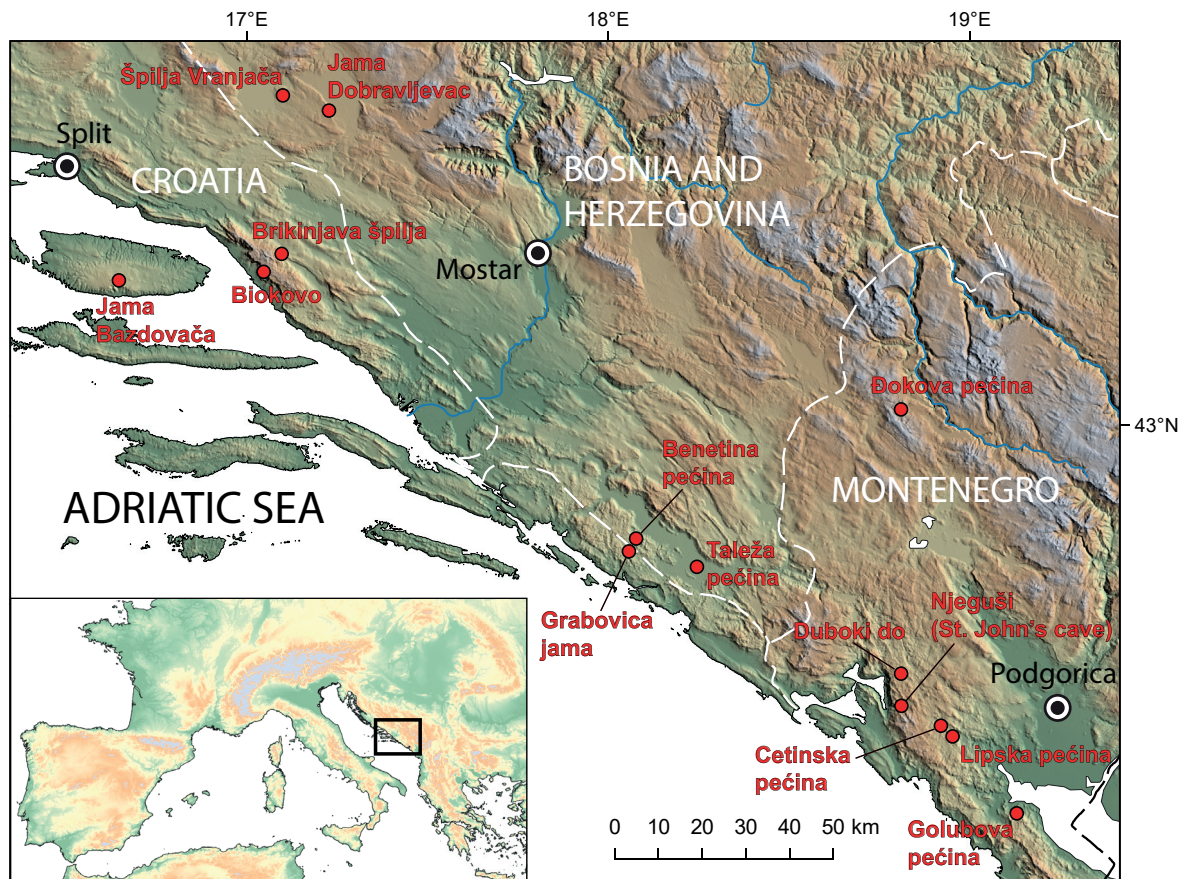 17°E
18°E
19°E
Špilja Vranjača
Jama
Dobravljevac
Split
CROATIA
BOSNIA AND
HERZEGOVINA
Brikinjava špilja
Mostar
Biokovo
Jama
Bazdovača
Đokova pećina
43°N
Benetina
pećina
MONTENEGRO
ADRIATIC SEA
Taleža
pećina
Njeguši
(St. John's cave)
Grabovica
jama
Duboki do
Podgorica
Cetinska
pećina
Lipska pećina
0 10 20 30 40 50 km
Golubova
pećina